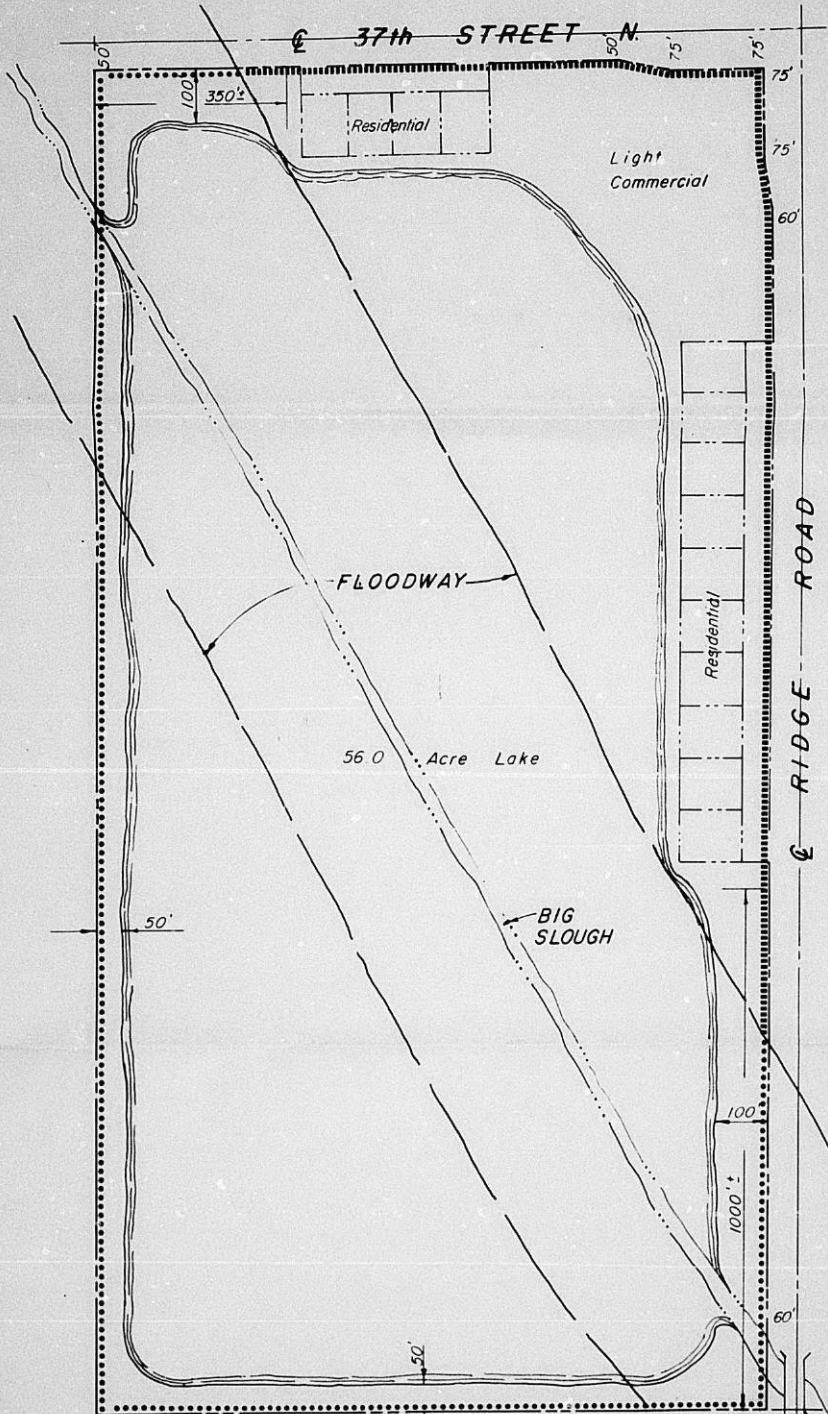 ℄ 37th STREET N.
50'
50'
75'
75'
75'
100'
350'±
Residential
Light
Commercial
75'
60'
FLOODWAY
Residential
℄ RIDGE ROAD
56.0 Acre Lake
BIG
SLOUGH
50'
100'
1000'±
60'
50'